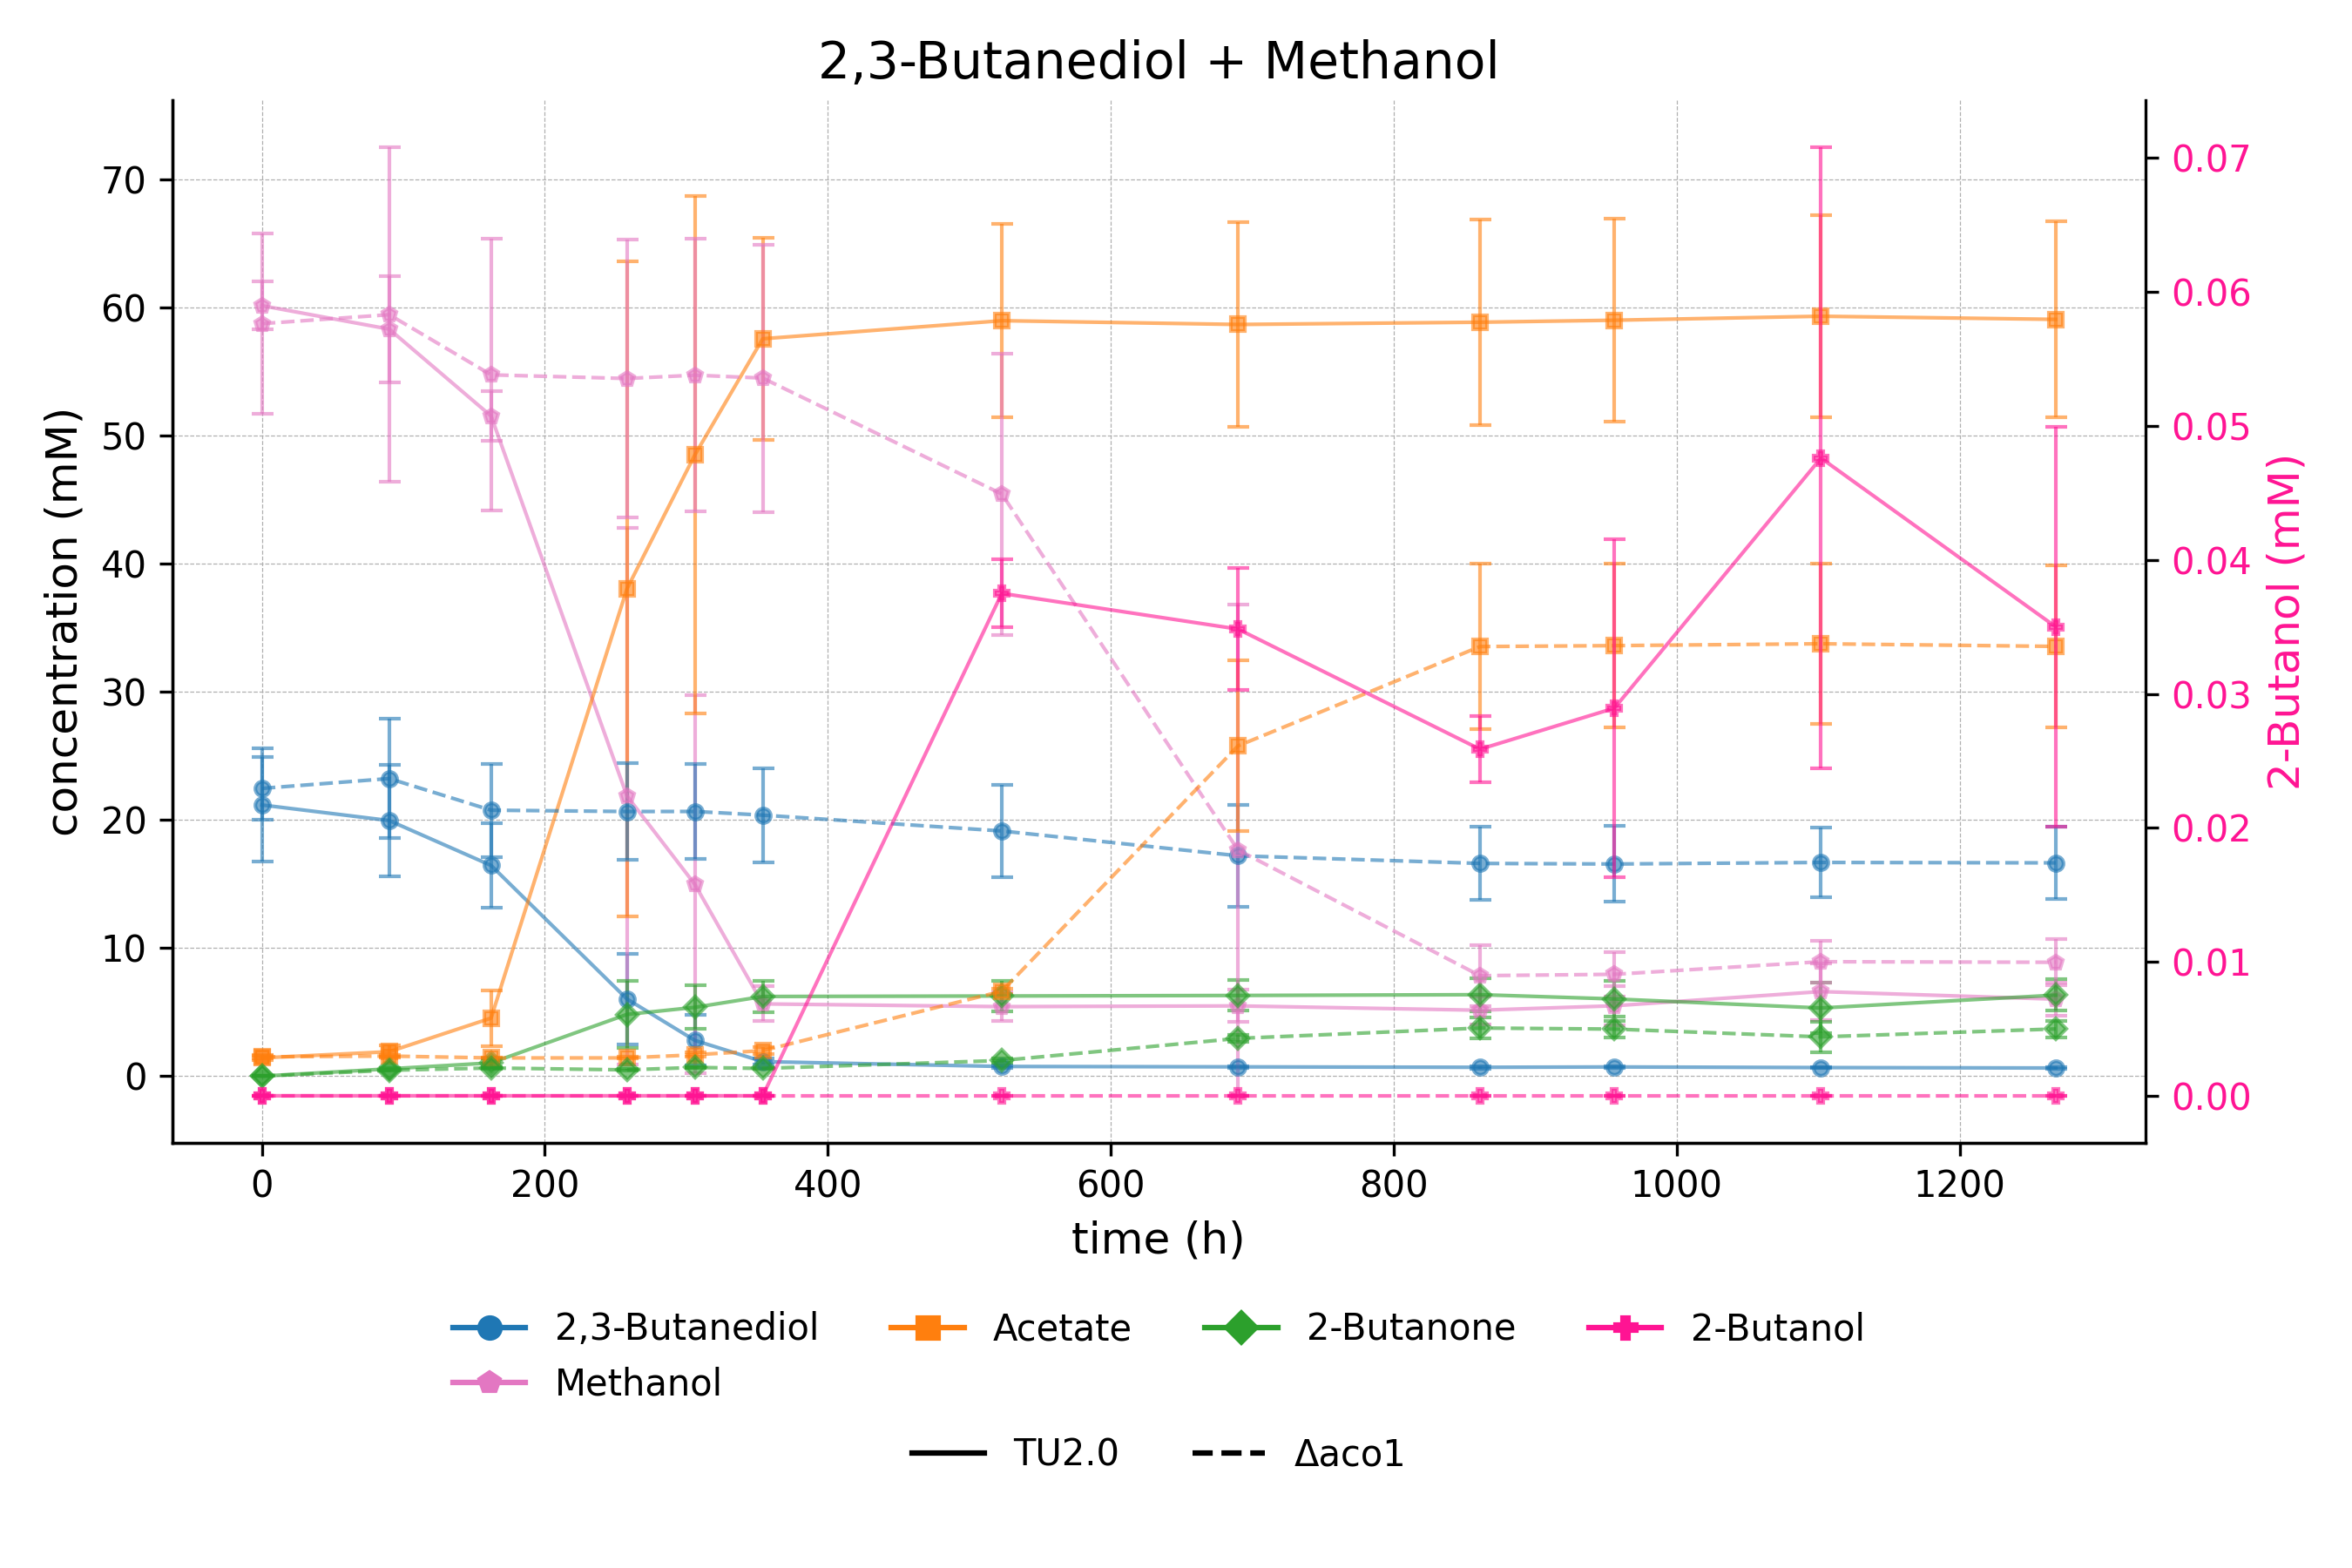 2,3-Butanediol + Methanol
concentration (mM)
70
60
50
40
30
20
10
0
0.07
0.06
0.05
0.04
0.03
0.02
0.01
0.00
2-Butanol (mM)
0 200 400 600 800 1000 1200
time (h)
2,3-Butanediol Acetate 2-Butanone 2-Butanol
Methanol
TU2.0 Δaco1